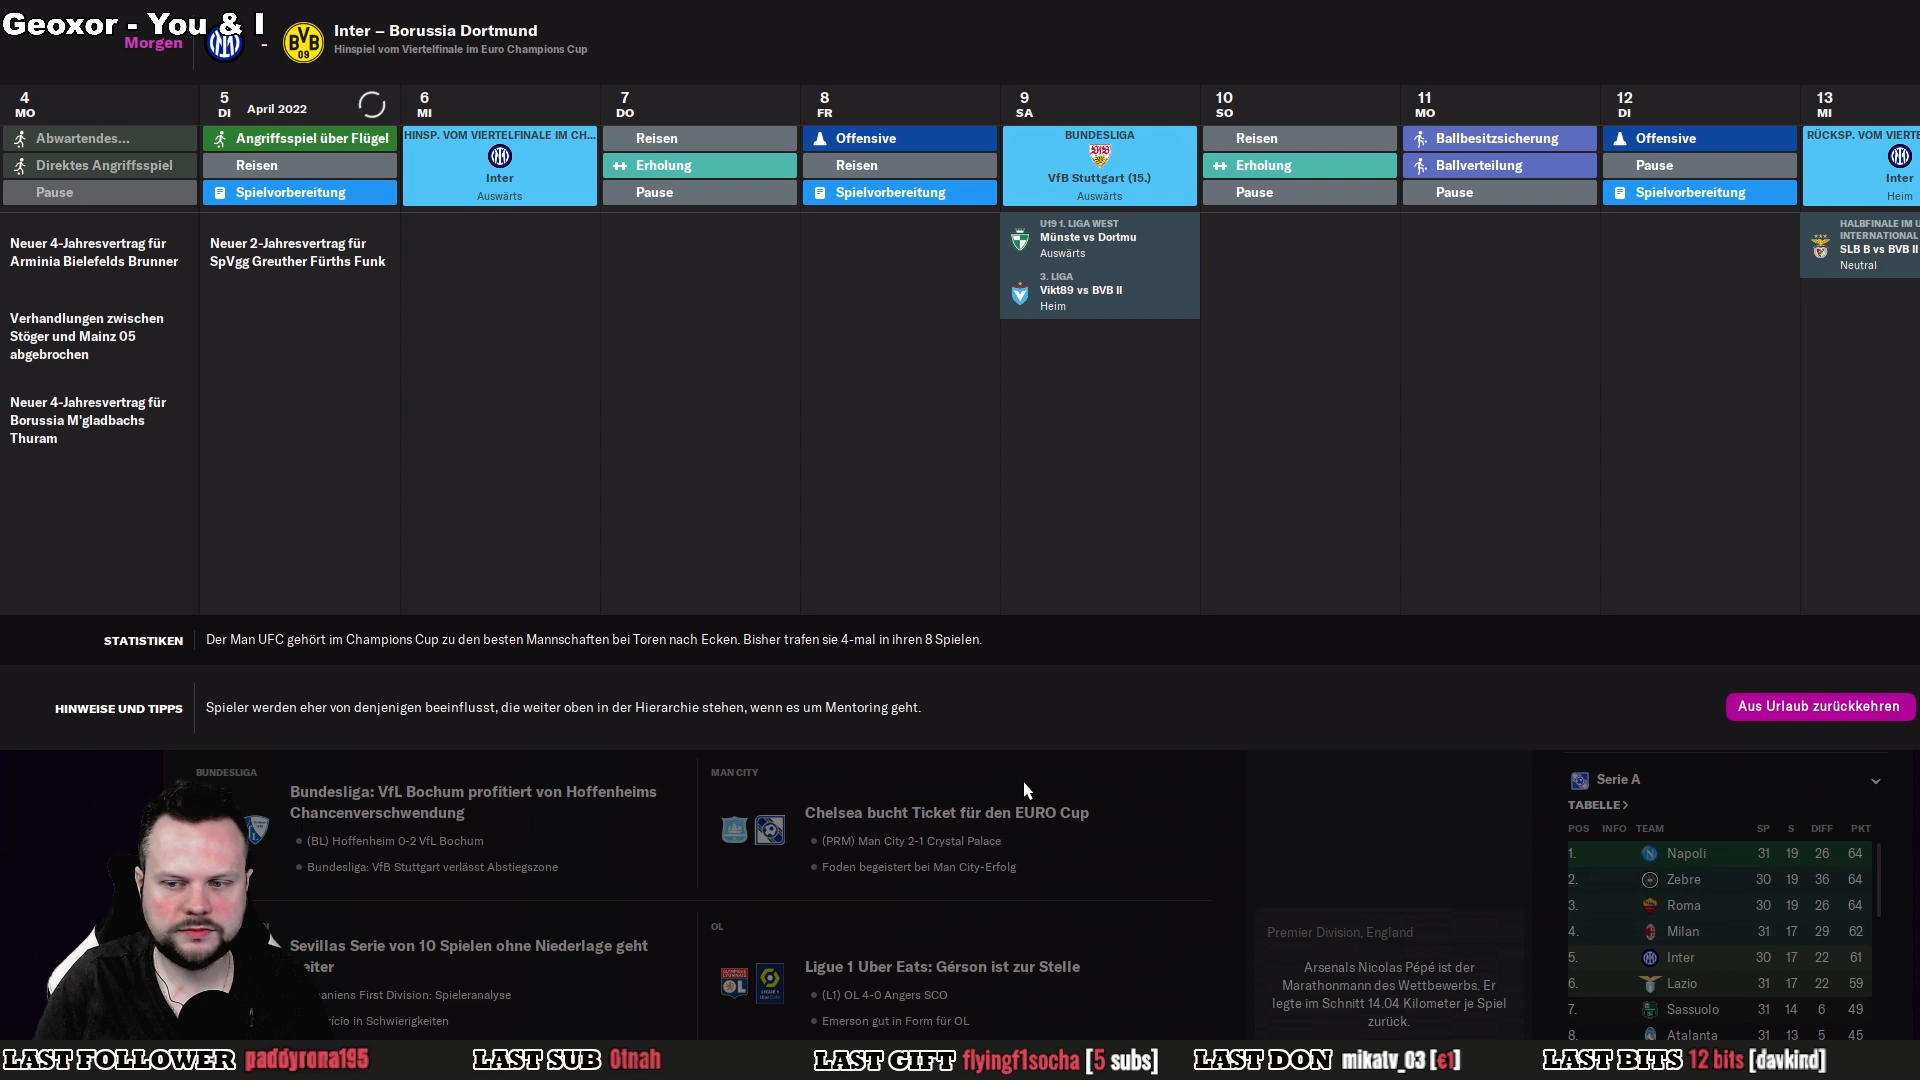 Geoxor - You & I
Morgen
-
Inter – Borussia Dortmund
Hinspiel vom Viertelfinale im Euro Champions Cup
4
MO
5
DI
April 2022
6
MI
7
DO
8
FR
9
SA
10
SO
11
MO
12
DI
13
MI
Abwartendes...
Direktes Angriffsspiel
Pause
Angriffsspiel über Flügel
Reisen
Spielvorbereitung
HINSP. VOM VIERTELFINALE IM CH...
Inter
Auswärts
Reisen
Erholung
Pause
Offensive
Reisen
Spielvorbereitung
BUNDESLIGA
VfB Stuttgart (15.)
Auswärts
Reisen
Erholung
Pause
Ballbesitzsicherung
Ballverteilung
Pause
Offensive
Pause
Spielvorbereitung
RÜCKSP. VOM VIERTE
Inter
Heim
Neuer 4-Jahresvertrag für
Arminia Bielefelds Brunner
Verhandlungen zwischen
Stöger und Mainz 05
abgebrochen
Neuer 4-Jahresvertrag für
Borussia M'gladbachs
Thuram
Neuer 2-Jahresvertrag für
SpVgg Greuther Fürths Funk
U19 1. LIGA WEST
Münste vs Dortmu
Auswärts
3. LIGA
Vikt89 vs BVB II
Heim
HALBFINALE IM U
INTERNATIONAL
SLB B vs BVB II
Neutral
STATISTIKEN
Der Man UFC gehört im Champions Cup zu den besten Mannschaften bei Toren nach Ecken. Bisher trafen sie 4-mal in ihren 8 Spielen.
HINWEISE UND TIPPS
Spieler werden eher von denjenigen beeinflusst, die weiter oben in der Hierarchie stehen, wenn es um Mentoring geht.
Aus Urlaub zurückkehren
BUNDESLIGA
Bundesliga: VfL Bochum profitiert von Hoffenheims
Chancenverschwendung
(BL) Hoffenheim 0-2 VfL Bochum
Bundesliga: VfB Stuttgart verlässt Abstiegszone
MAN CITY
Chelsea bucht Ticket für den EURO Cup
(PRM) Man City 2-1 Crystal Palace
Foden begeistert bei Man City-Erfolg
Sevillas Serie von 10 Spielen ohne Niederlage geht
eiter
aniens First Division: Spieleranalyse
rício in Schwierigkeiten
OL
Ligue 1 Uber Eats: Gérson ist zur Stelle
(L1) OL 4-0 Angers SCO
Emerson gut in Form für OL
Premier Division, England
Arsenals Nicolas Pépé ist der
Marathonmann des Wettbewerbs. Er
legte im Schnitt 14.04 Kilometer je Spiel
zurück.
Serie A
TABELLE >
POS INFO TEAM SP S DIFF PKT
1. Napoli 31 19 26 64
2. Zebre 30 19 36 64
3. Roma 30 19 26 64
4. Milan 31 17 29 62
5. Inter 30 17 22 61
6. Lazio 31 17 22 59
7. Sassuolo 31 14 6 49
8. Atalanta 31 13 5 45
LAST FOLLOWER paddyrona195
LAST SUB 0tnah
LAST GIFT flyingf1socha [5 subs]
LAST DON mikatv_03 [€1]
LAST BITS 12 bits [davkind]